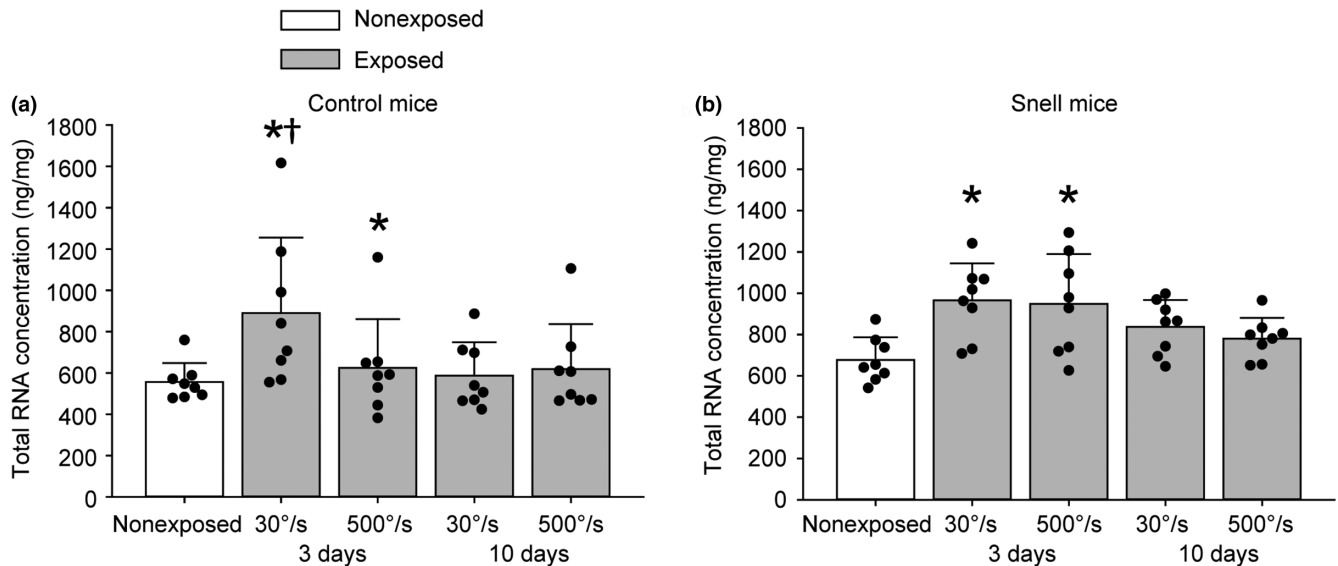 Nonexposed
Exposed
(a)
Control mice
Total RNA concentration (ng/mg)
1800
1600
1400
1200
1000
800
600
400
200
0
*†
*
Nonexposed 30°/s 500°/s 30°/s 500°/s
3 days 10 days
(b)
Snell mice
Total RNA concentration (ng/mg)
1800
1600
1400
1200
1000
800
600
400
200
0
* *
Nonexposed 30°/s 500°/s 30°/s 500°/s
3 days 10 days